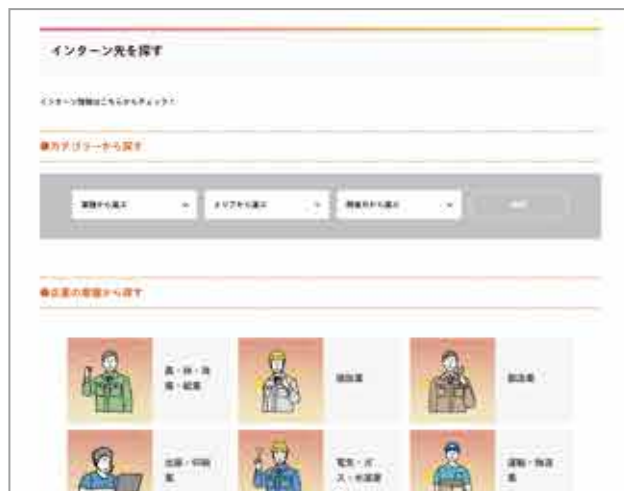 インターン先を探す
インターン情報はこちらからチェック！
●カテゴリーから探す
業種から選ぶ
エリアから選ぶ
開催月から選ぶ
●企業の業種から探す
農・林・漁
業・鉱業
建設業
製造業
出版・印刷
業
電気・ガ
ス・水道業
運輸・物流
業